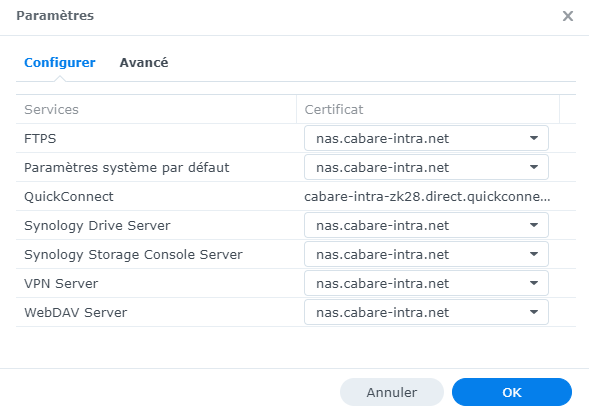 Paramètres
Configurer Avancé
Services Certificat
FTPS nas.cabare-intra.net
Paramètres système par défaut nas.cabare-intra.net
QuickConnect cabare-intra-zk28.direct.quickconne...
Synology Drive Server nas.cabare-intra.net
Synology Storage Console Server nas.cabare-intra.net
VPN Server nas.cabare-intra.net
WebDAV Server nas.cabare-intra.net
Annuler OK